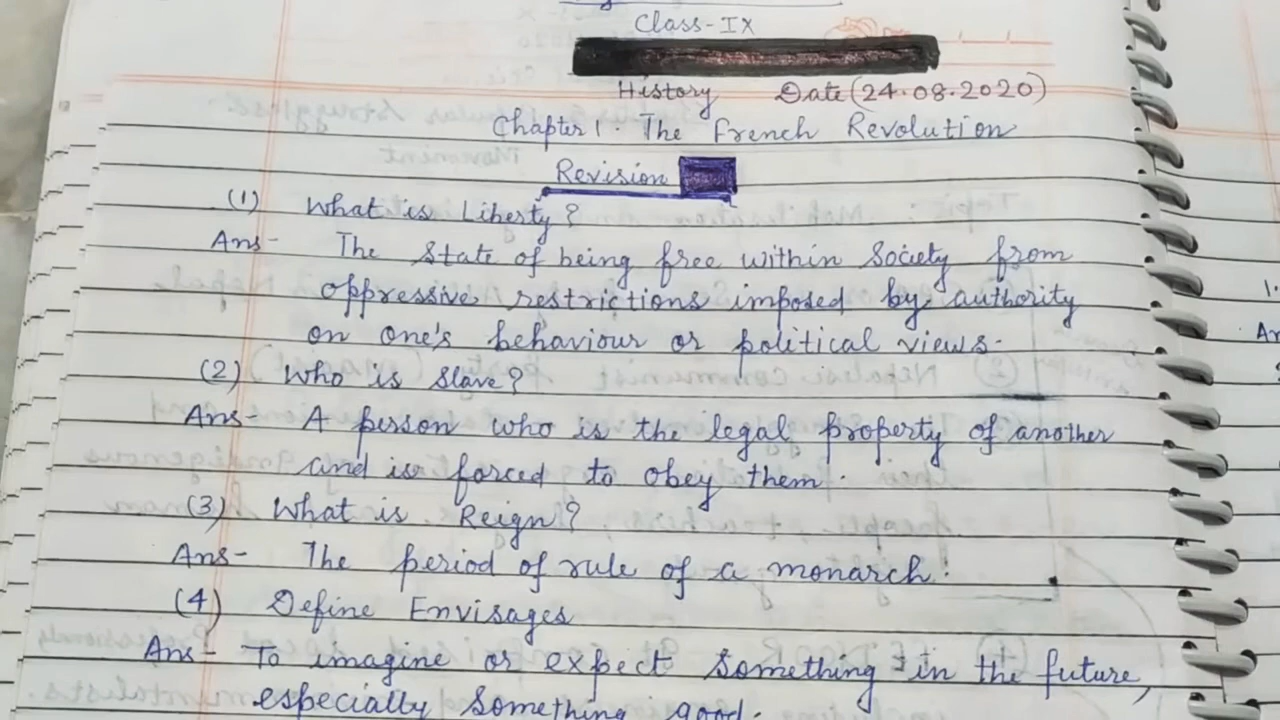 Class-IX
History Date (24.08.2020)
Chapter 1. The French Revolution
Revision
(1) What is Liberty?
Ans- The State of being free within Society from
oppressive restrictions imposed by authority
on one's behaviour or political views.
(2) Who is Slave?
Ans- A person who is the legal property of another
and is forced to obey them.
(3) What is Reign?
Ans- The period of rule of a monarch.
(4) Define Envisages
Ans- To imagine or expect something in the future,
especially something good.
1.
An